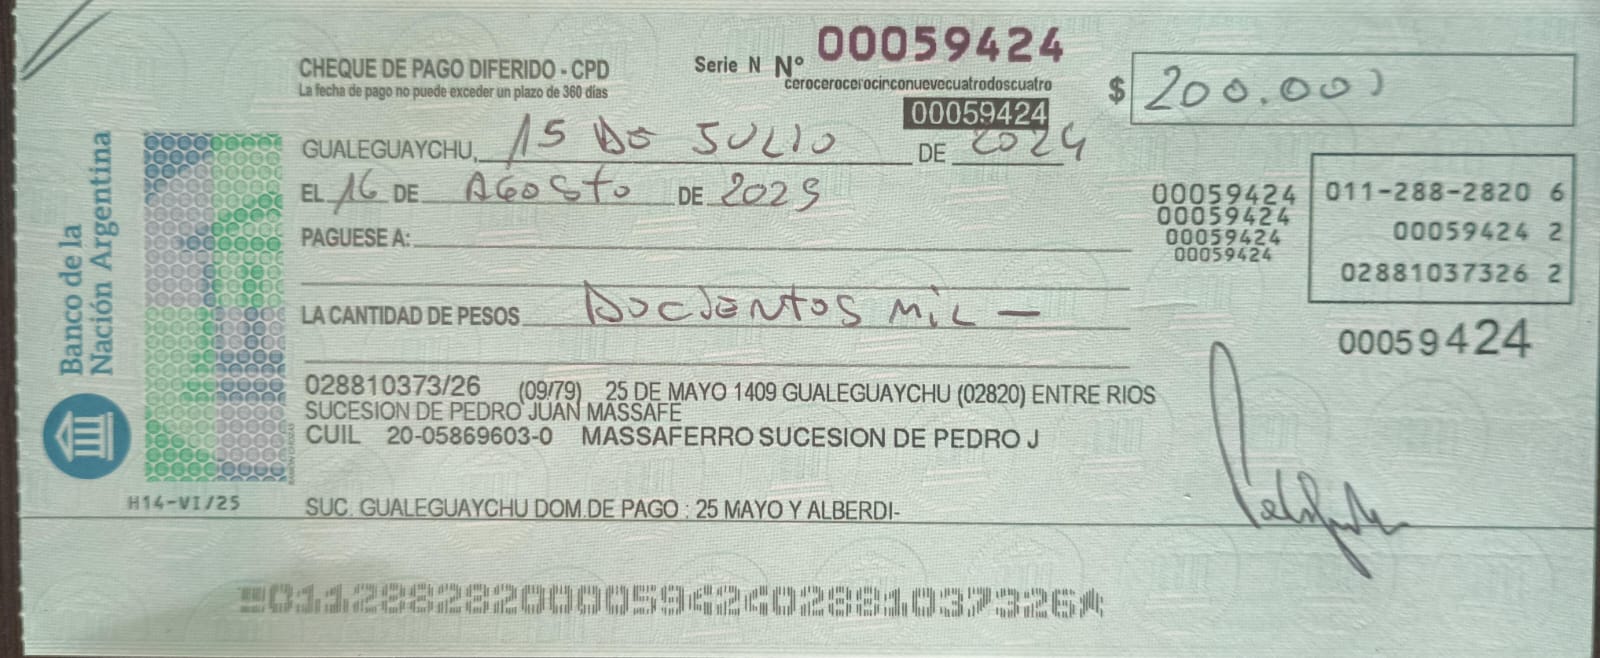 CHEQUE DE PAGO DIFERIDO - CPD
La fecha de pago no puede exceder un plazo de 360 días
Serie N Nº 00059424
cerocerocerocinconuevecuatrodoscuatro
00059424
$ 200.000
GUALEGUAYCHU, 15 DE JULIO DE 2024
EL 16 DE AGOSTO DE 2025
PAGUESE A:
LA CANTIDAD DE PESOS DOCIENTOS MIL —
00059424
00059424
00059424
00059424
011-288-2820 6
00059424 2
02881037326 2
00059424
028810373/26 (09/79) 25 DE MAYO 1409 GUALEGUAYCHU (02820) ENTRE RIOS
SUCESION DE PEDRO JUAN MASSAFE
CUIL 20-05869603-0 MASSAFERRO SUCESION DE PEDRO J
SUC. GUALEGUAYCHU DOM.DE PAGO : 25 MAYO Y ALBERDI-
Banco de la
Nación Argentina
H14-VI/25